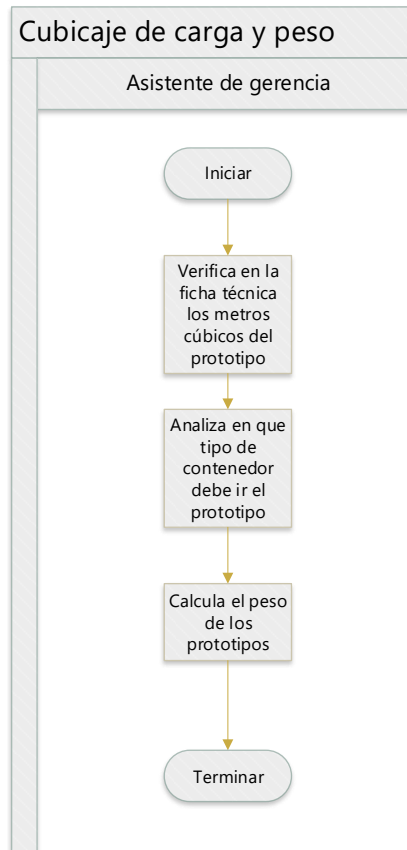 Cubicaje de carga y peso
Asistente de gerencia
Iniciar
Verifica en la
ficha técnica
los metros
cúbicos del
prototipo
Analiza en que
tipo de
contenedor
debe ir el
prototipo
Calcula el peso
de los
prototipos
Terminar